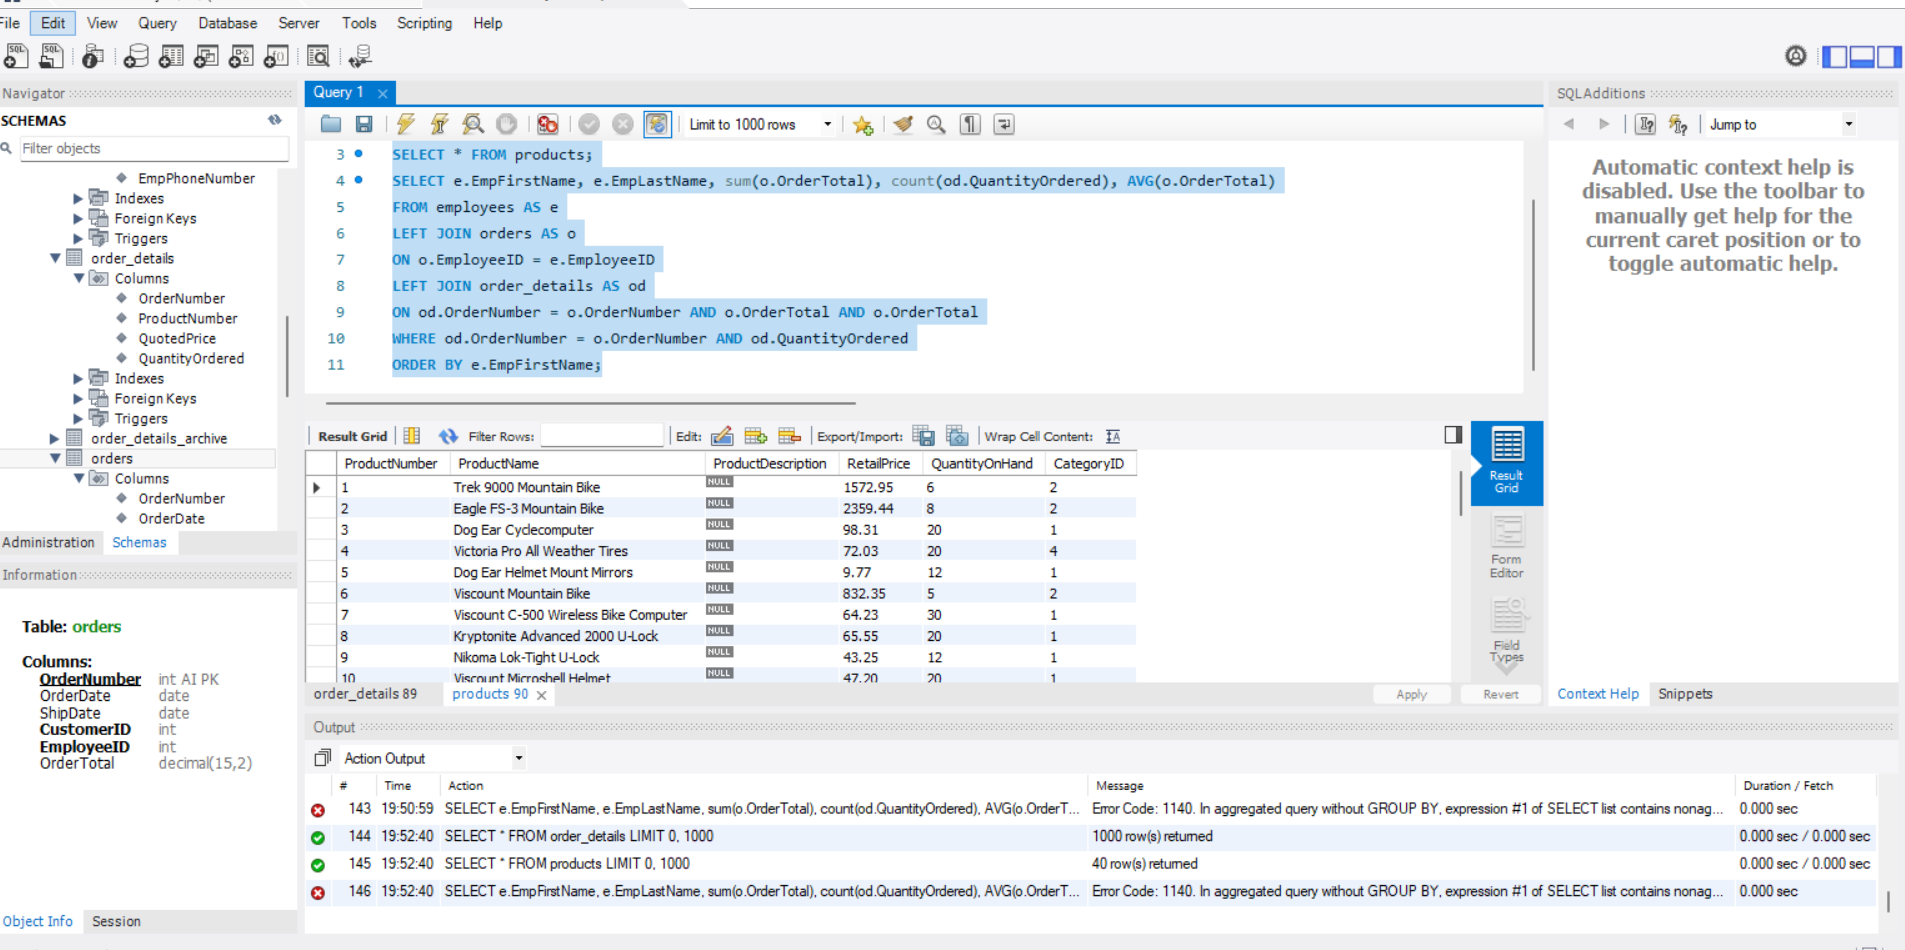 File Edit View Query Database Server Tools Scripting Help
Navigator
SCHEMAS
Filter objects
EmpPhoneNumber
Indexes
Foreign Keys
Triggers
order_details
Columns
OrderNumber
ProductNumber
QuotedPrice
QuantityOrdered
Indexes
Foreign Keys
Triggers
order_details_archive
orders
Columns
OrderNumber
OrderDate
Administration Schemas
Information
Table: orders
Columns:
OrderNumber int AI PK
OrderDate date
ShipDate date
CustomerID int
EmployeeID int
OrderTotal decimal(15,2)
Object Info Session
Query 1
Limit to 1000 rows
3 SELECT * FROM products;
4 SELECT e.EmpFirstName, e.EmpLastName, sum(o.OrderTotal), count(od.QuantityOrdered), AVG(o.OrderTotal)
5 FROM employees AS e
6 LEFT JOIN orders AS o
7 ON o.EmployeeID = e.EmployeeID
8 LEFT JOIN order_details AS od
9 ON od.OrderNumber = o.OrderNumber AND o.OrderTotal AND o.OrderTotal
10 WHERE od.OrderNumber = o.OrderNumber AND od.QuantityOrdered
11 ORDER BY e.EmpFirstName;
Result Grid Filter Rows: Edit: Export/Import: Wrap Cell Content:
ProductNumber ProductName ProductDescription RetailPrice QuantityOnHand CategoryID
1 Trek 9000 Mountain Bike NULL 1572.95 6 2
2 Eagle FS-3 Mountain Bike NULL 2359.44 8 2
3 Dog Ear Cyclecomputer NULL 98.31 20 1
4 Victoria Pro All Weather Tires NULL 72.03 20 4
5 Dog Ear Helmet Mount Mirrors NULL 9.77 12 1
6 Viscount Mountain Bike NULL 832.35 5 2
7 Viscount C-500 Wireless Bike Computer NULL 64.23 30 1
8 Kryptonite Advanced 2000 U-Lock NULL 65.55 20 1
9 Nikoma Lok-Tight U-Lock NULL 43.25 12 1
10 Viscount Microshell Helmet NULL 47.20 20 1
Result Grid
Form Editor
Field Types
order_details 89 products 90 Apply Revert
SQLAdditions
Jump to
Automatic context help is
disabled. Use the toolbar to
manually get help for the
current caret position or to
toggle automatic help.
Context Help Snippets
Output
Action Output
# Time Action Message Duration / Fetch
143 19:50:59 SELECT e.EmpFirstName, e.EmpLastName, sum(o.OrderTotal), count(od.QuantityOrdered), AVG(o.OrderT... Error Code: 1140. In aggregated query without GROUP BY, expression #1 of SELECT list contains nonag... 0.000 sec
144 19:52:40 SELECT * FROM order_details LIMIT 0, 1000 1000 row(s) returned 0.000 sec / 0.000 sec
145 19:52:40 SELECT * FROM products LIMIT 0, 1000 40 row(s) returned 0.000 sec / 0.000 sec
146 19:52:40 SELECT e.EmpFirstName, e.EmpLastName, sum(o.OrderTotal), count(od.QuantityOrdered), AVG(o.OrderT... Error Code: 1140. In aggregated query without GROUP BY, expression #1 of SELECT list contains nonag... 0.000 sec